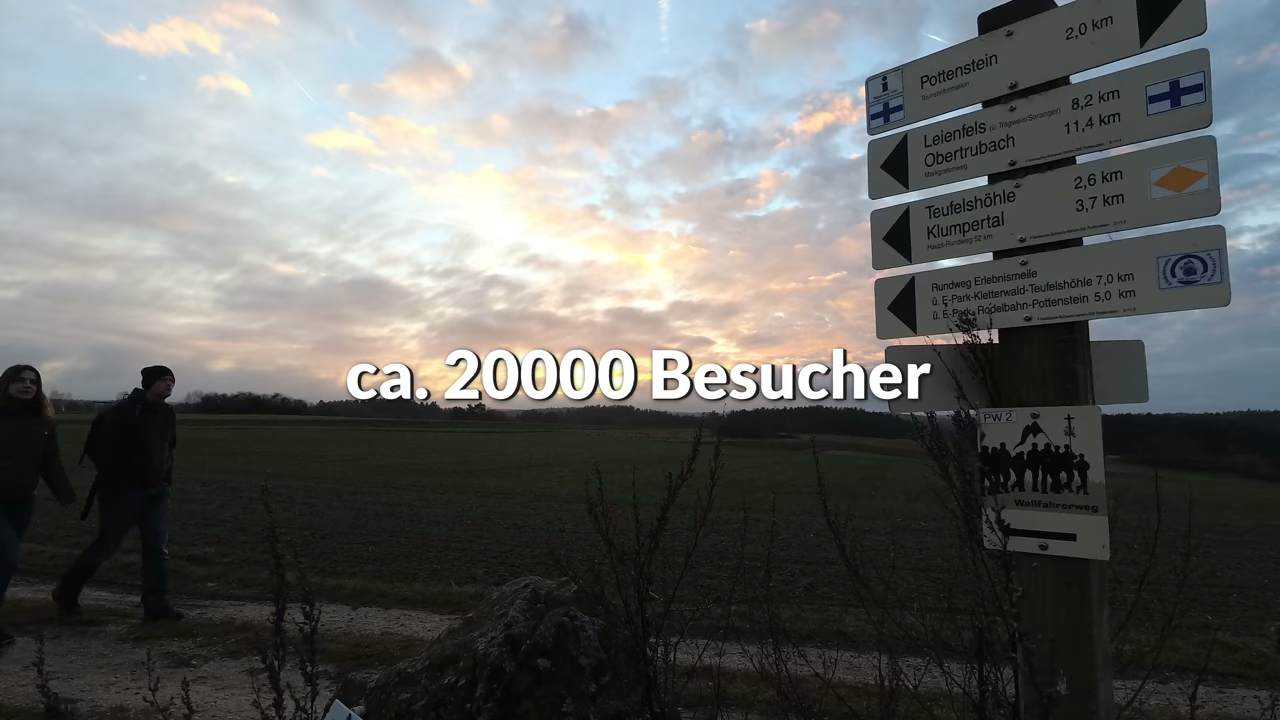 Pottenstein 2,0 km
Touristinformation
Leienfels (ü Trägweis/Soranger) 8,2 km
Obertrubach 11,4 km
Markgrafenweg
Teufelshöhle 2,6 km
Klumpertal 3,7 km
Haupt-Rundweg 52 km
Rundweg Erlebnismeile
ü. E-Park-Kletterwald-Teufelshöhle 7,0 km
ü. E-Park- Rodelbahn-Pottenstein 5,0 km
ca. 20000 Besucher
PW 2
Wallfahrerweg